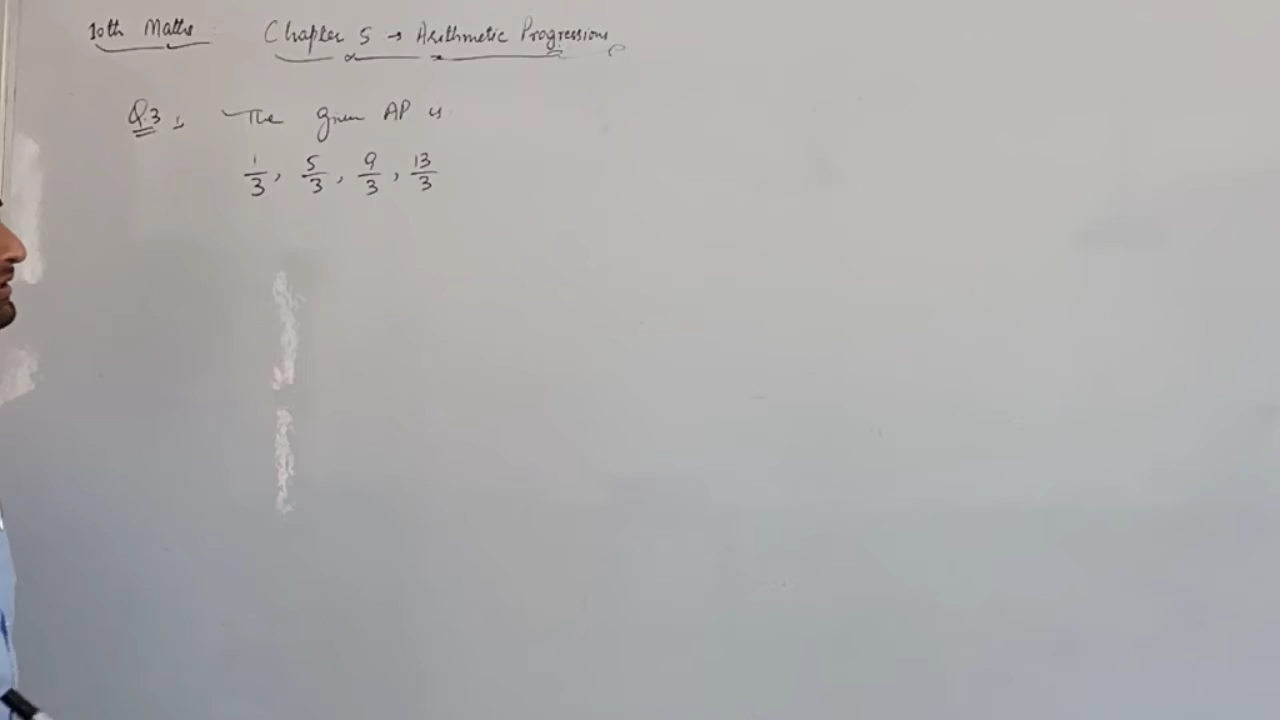 10th Maths Chapter 5 → Arithmetic Progressions
Q.3 The given AP is
1/3, 5/3, 9/3, 13/3